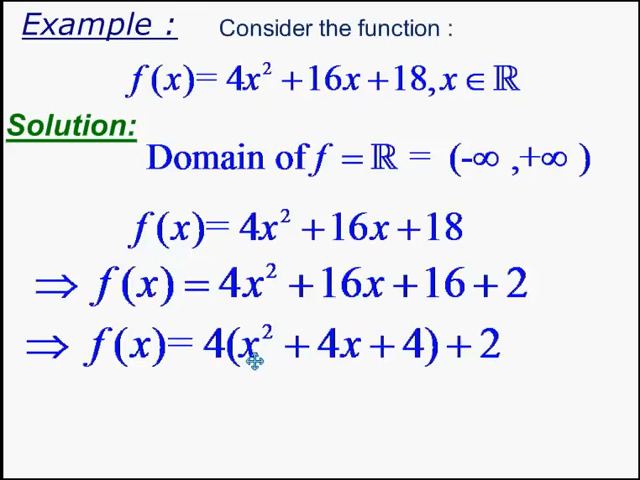 Example : Consider the function :
f(x)= 4x² +16x+18, x ∈ ℝ
Solution:
Domain of f = ℝ = (-∞ ,+∞ )
f(x)= 4x² +16x+18
⇒ f(x) = 4x² +16x+16+2
⇒ f(x)= 4(x² + 4x + 4) + 2